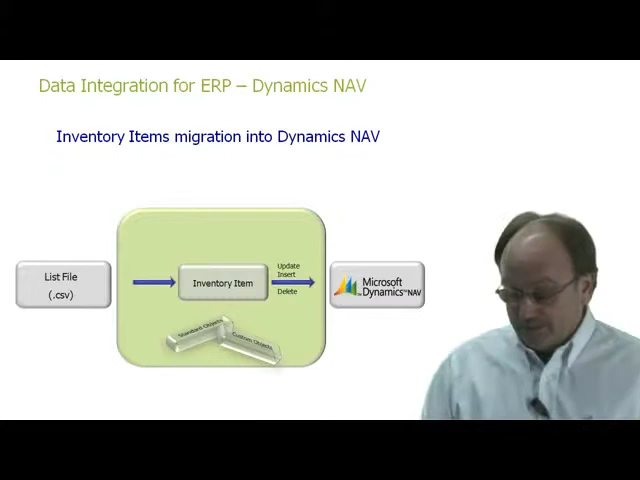 Data Integration for ERP – Dynamics NAV
Inventory Items migration into Dynamics NAV
List File
(.csv)
Inventory Item
Update
Insert
Delete
Microsoft
Dynamics™ NAV
Standard Objects
Custom Objects